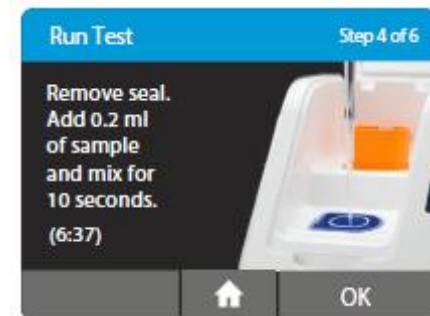 Run Test
Step 4 of 6
Remove seal.
Add 0.2 ml
of sample
and mix for
10 seconds.
(6:37)
OK